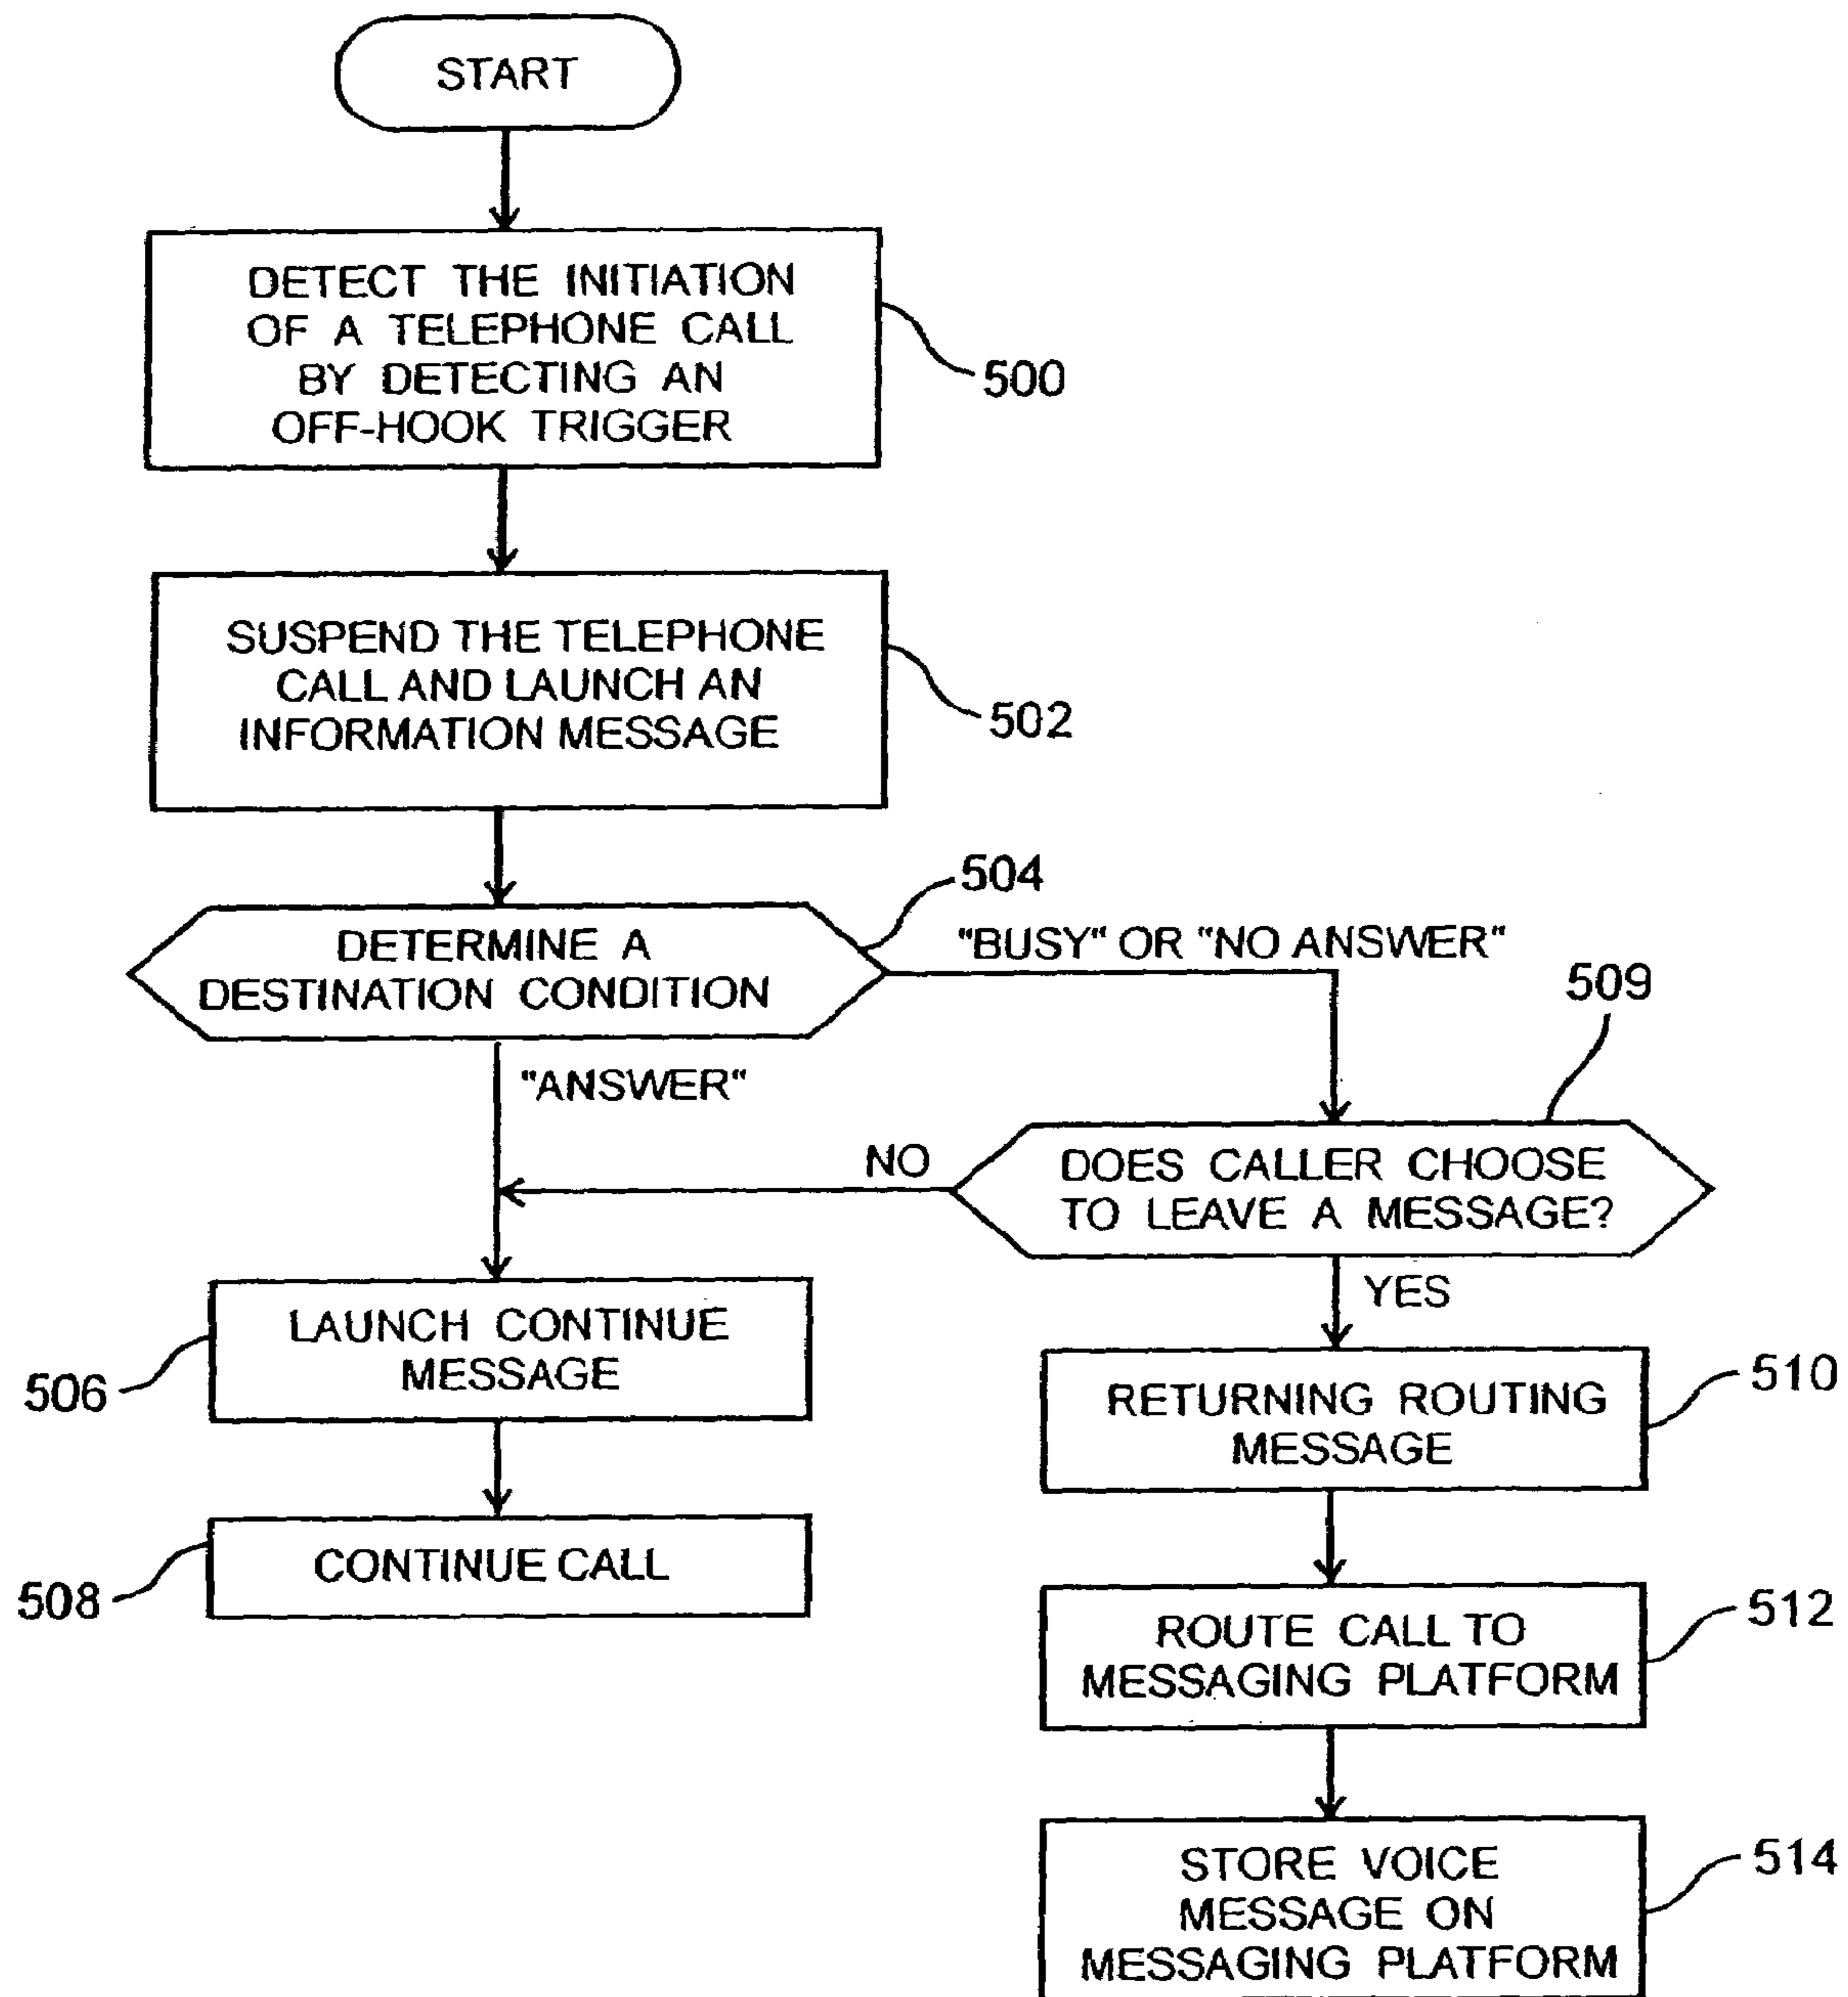 START
DETECT THE INITIATION
OF A TELEPHONE CALL
BY DETECTING AN
OFF-HOOK TRIGGER
500
SUSPEND THE TELEPHONE
CALL AND LAUNCH AN
INFORMATION MESSAGE
502
504
DETERMINE A
DESTINATION CONDITION
"BUSY" OR "NO ANSWER"
509
"ANSWER"
NO
DOES CALLER CHOOSE
TO LEAVE A MESSAGE?
YES
LAUNCH CONTINUE
MESSAGE
506
RETURNING ROUTING
MESSAGE
510
CONTINUE CALL
508
ROUTE CALL TO
MESSAGING PLATFORM
512
STORE VOICE
MESSAGE ON
MESSAGING PLATFORM
514